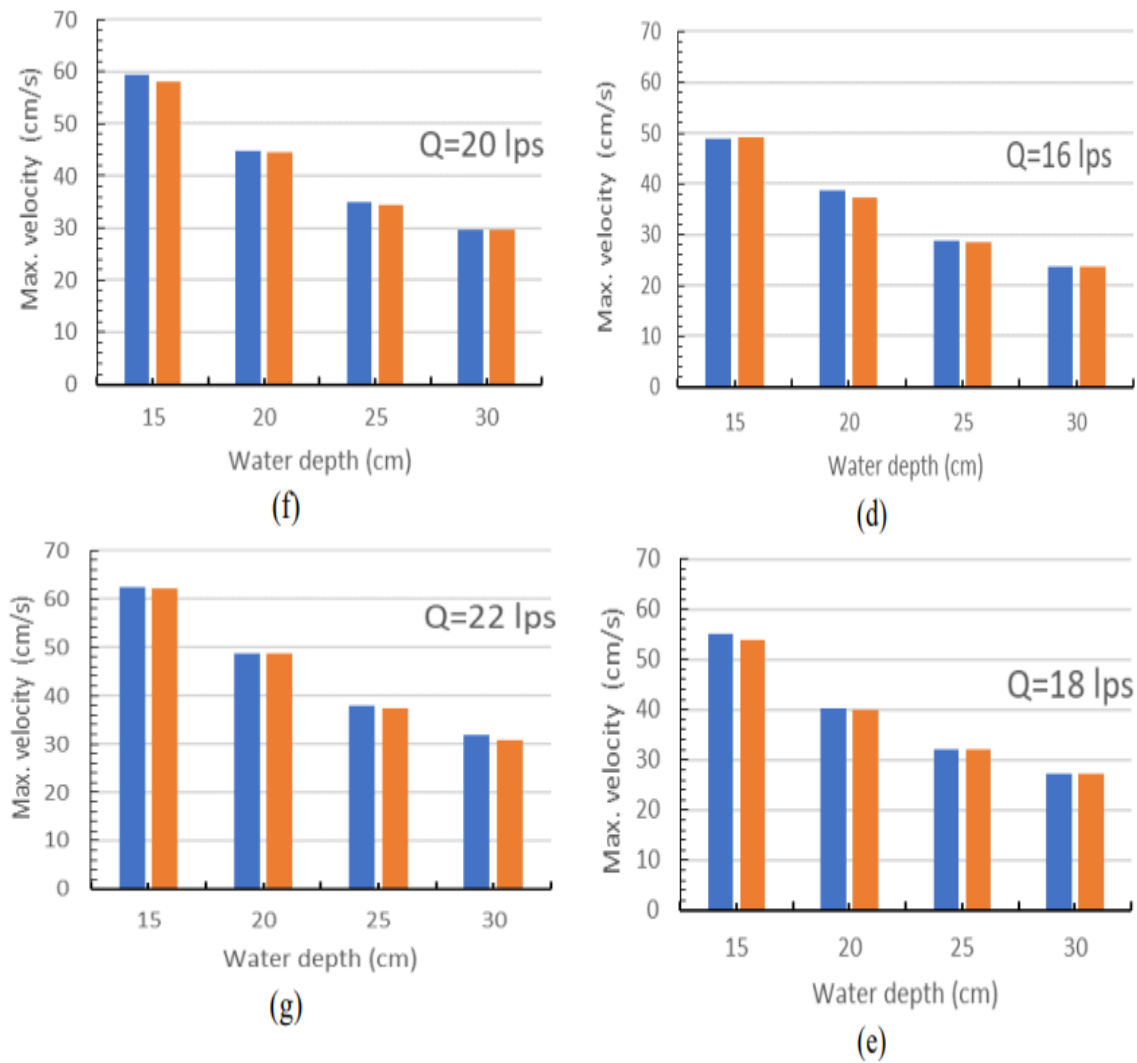 Max. velocity (cm/s)
70
60
50
40
30
20
10
0
Q=20 lps
15 20 25 30
Water depth (cm)
(f)
Max. velocity (cm/s)
70
60
50
40
30
20
10
0
Q=16 lps
15 20 25 30
Water depth (cm)
(d)
Max. velocity (cm/s)
70
60
50
40
30
20
10
0
Q=22 lps
15 20 25 30
Water depth (cm)
(g)
Max. velocity (cm/s)
70
60
50
40
30
20
10
0
Q=18 lps
15 20 25 30
Water depth (cm)
(e)